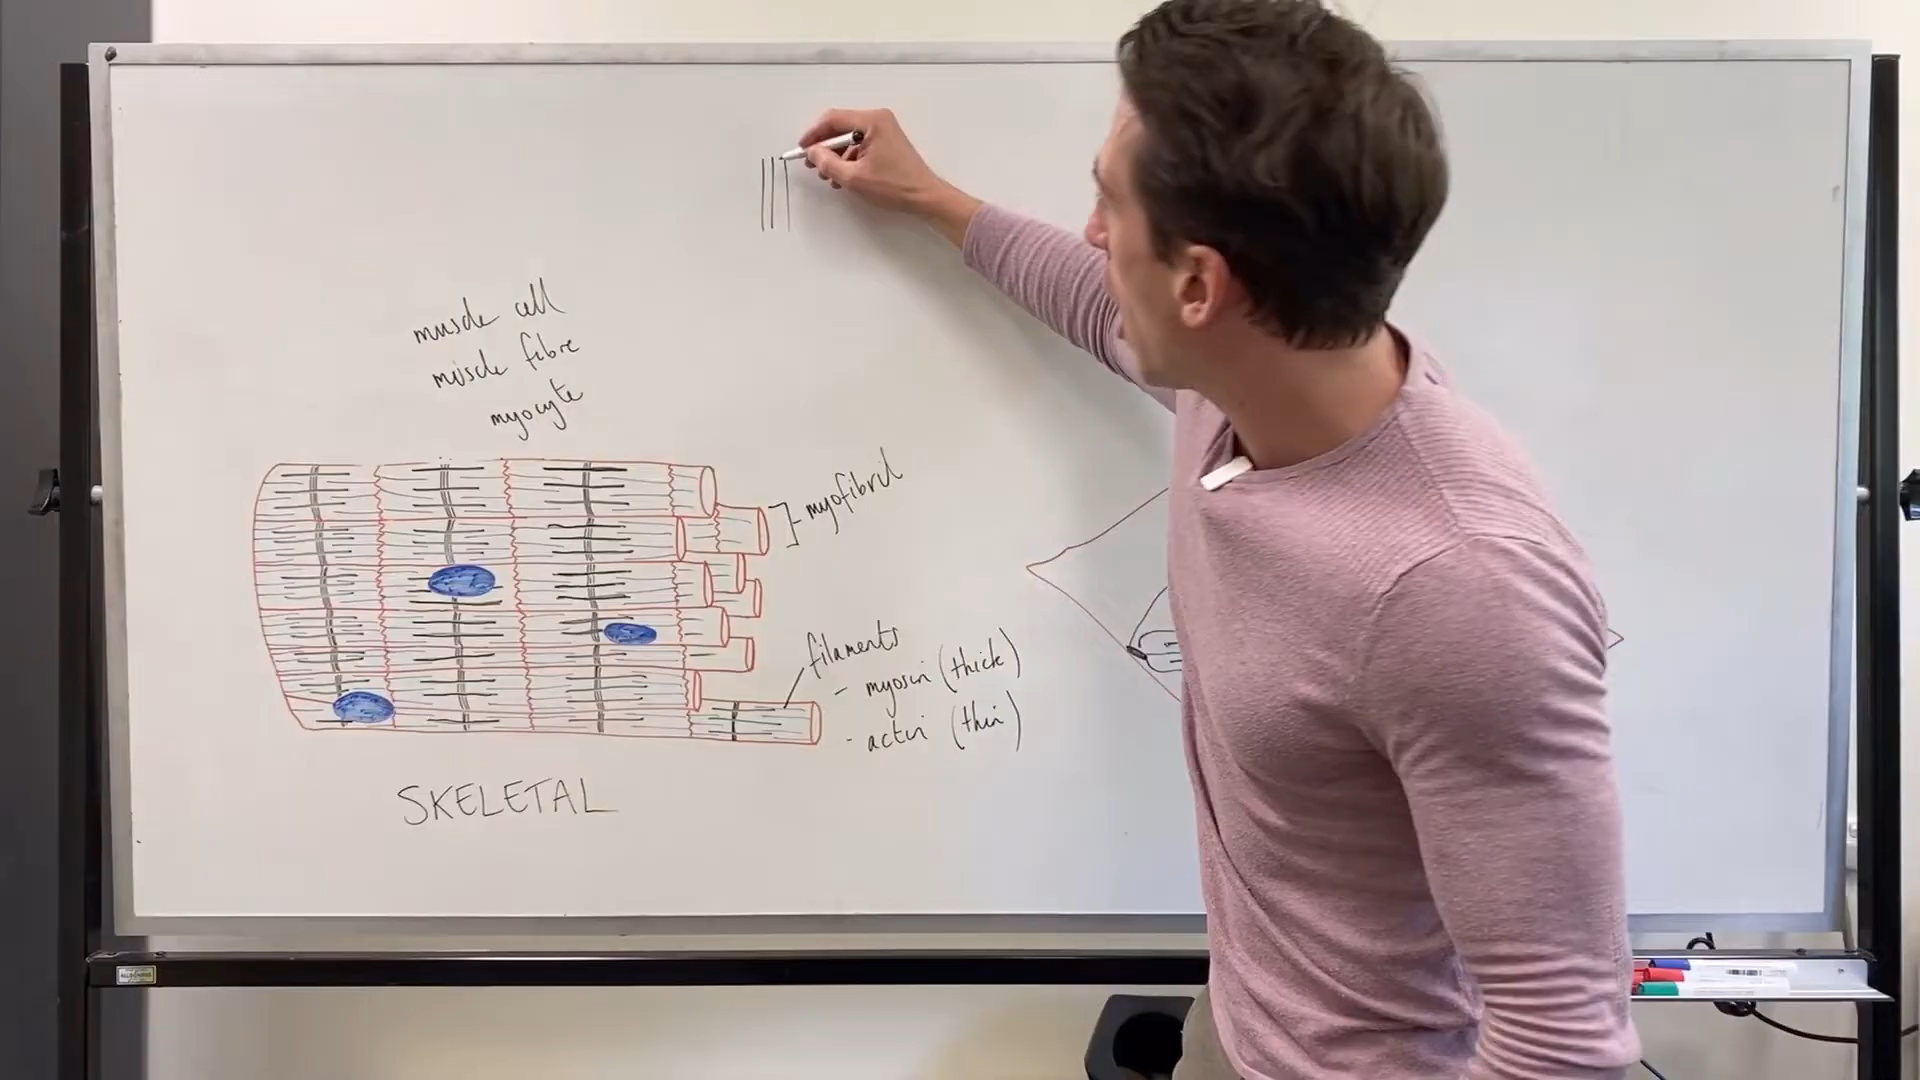 muscle cell
muscle fibre
myocyte
] - myofibril
filaments
- myosin (thick)
- actin (thin)
SKELETAL